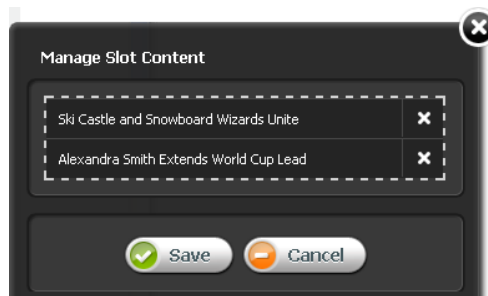 Manage Slot Content
Ski Castle and Snowboard Wizards Unite
Alexandra Smith Extends World Cup Lead
Save
Cancel